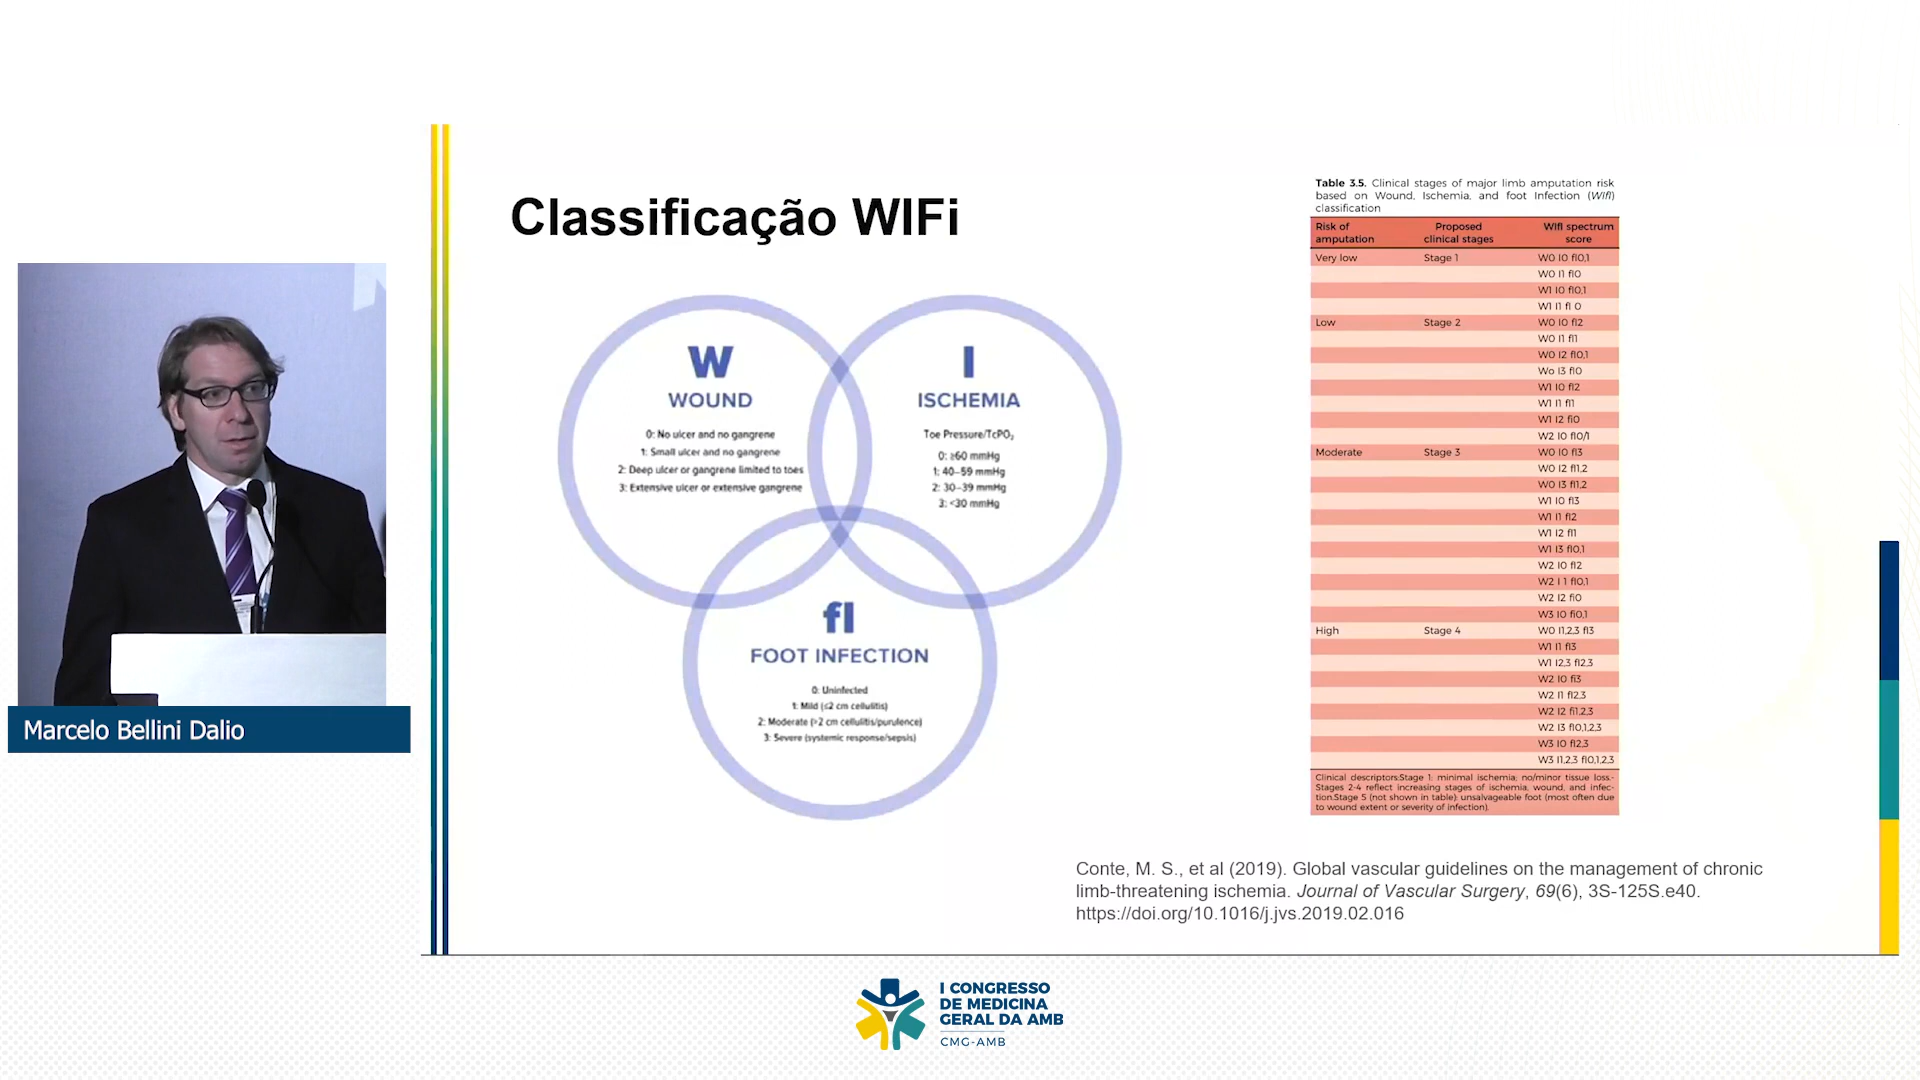 Classificação WIFi
W
WOUND
0: No ulcer and no gangrene
1: Small ulcer and no gangrene
2: Deep ulcer or gangrene limited to toes
3: Extensive ulcer or extensive gangrene
I
ISCHEMIA
Toe Pressure/TcPO₂
0: ≥60 mmHg
1: 40–59 mmHg
2: 30–39 mmHg
3: <30 mmHg
fI
FOOT INFECTION
0: Uninfected
1: Mild (≤2 cm cellulitis)
2: Moderate (>2 cm cellulitis/purulence)
3: Severe (systemic response/sepsis)
Table 3.5. Clinical stages of major limb amputation risk
based on Wound, Ischemia, and foot Infection (WIfI)
classification
Risk of amputation Proposed clinical stages WIfI spectrum score
Very low Stage 1 W0 I0 fI0,1
W0 I1 fI0
W1 I0 fI0,1
W1 I1 fI 0
Low Stage 2 W0 I0 fI2
W0 I1 fI1
W0 I2 fI0,1
Wo I3 fI0
W1 I0 fI2
W1 I1 fI1
W1 I2 fI0
W2 I0 fI0/1
Moderate Stage 3 W0 I0 fI3
W0 I2 fI1,2
W0 I3 fI1,2
W1 I0 fI3
W1 I1 fI2
W1 I2 fI1
W1 I3 fI0,1
W2 I0 fI2
W2 I 1 fI0,1
W2 I2 fI0
W3 I0 fI0,1
High Stage 4 W0 I1,2,3 fI3
W1 I1 fI3
W1 I2,3 fI2,3
W2 I0 fI3
W2 I1 fI2,3
W2 I2 fI1,2,3
W2 I3 fI0,1,2,3
W3 I0 fI2,3
W3 I1,2,3 fI0,1,2,3
Clinical descriptors:Stage 1: minimal ischemia; no/minor tissue loss.-
Stages 2-4 reflect increasing stages of ischemia, wound, and infec-
tion.Stage 5 (not shown in table): unsalvageable foot (most often due
to wound extent or severity of infection).
Marcelo Bellini Dalio
Conte, M. S., et al (2019). Global vascular guidelines on the management of chronic
limb-threatening ischemia. Journal of Vascular Surgery, 69(6), 3S-125S.e40.
https://doi.org/10.1016/j.jvs.2019.02.016
I CONGRESSO
DE MEDICINA
GERAL DA AMB
CMG-AMB